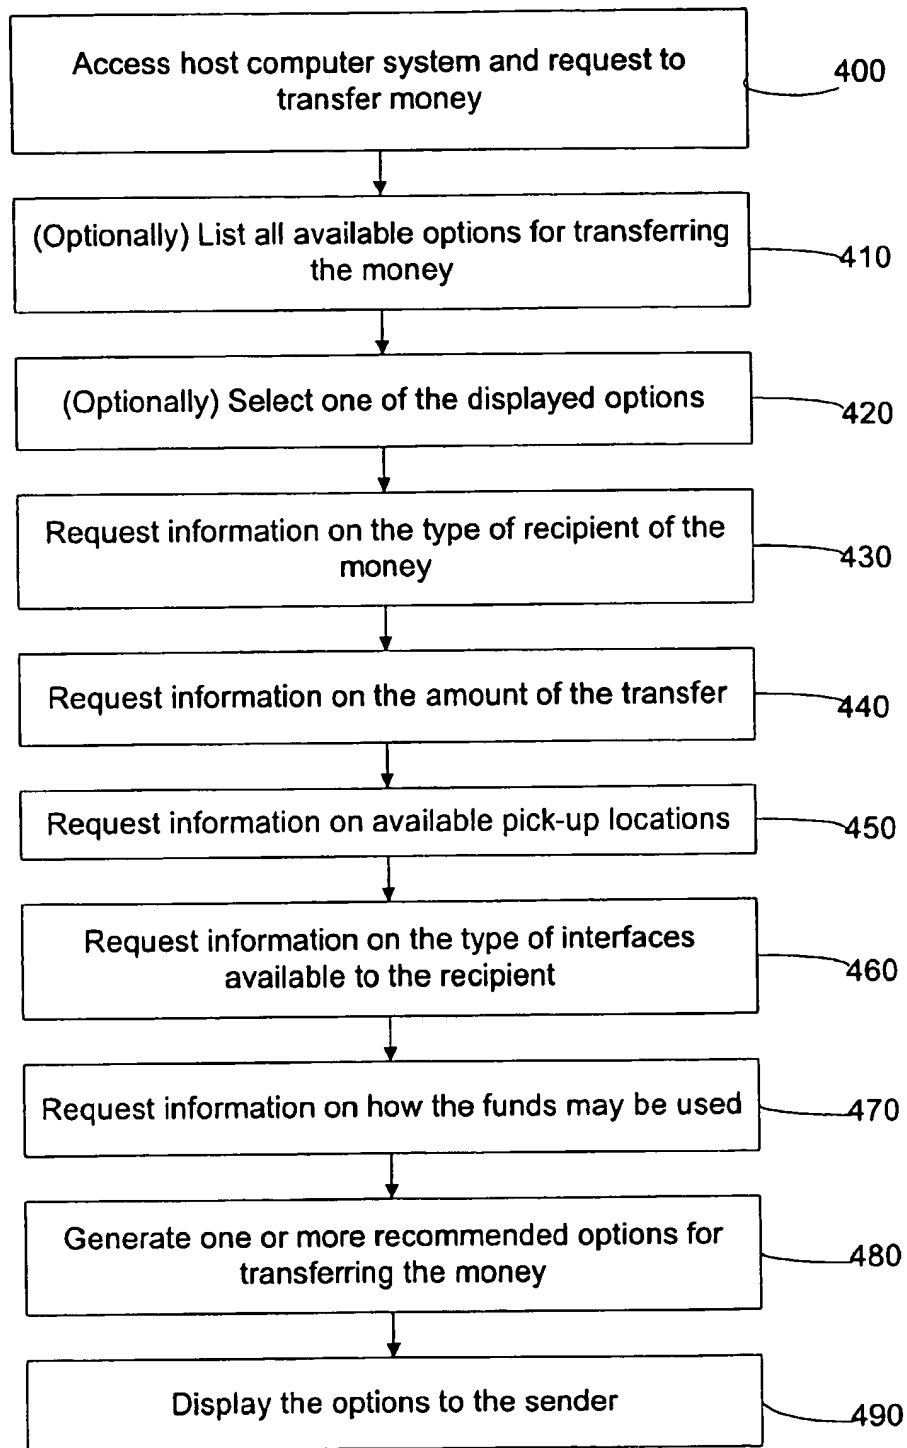 Access host computer system and request to
transfer money
400
(Optionally) List all available options for transferring
the money
410
(Optionally) Select one of the displayed options
420
Request information on the type of recipient of the
money
430
Request information on the amount of the transfer
440
Request information on available pick-up locations
450
Request information on the type of interfaces
available to the recipient
460
Request information on how the funds may be used
470
Generate one or more recommended options for
transferring the money
480
Display the options to the sender
490